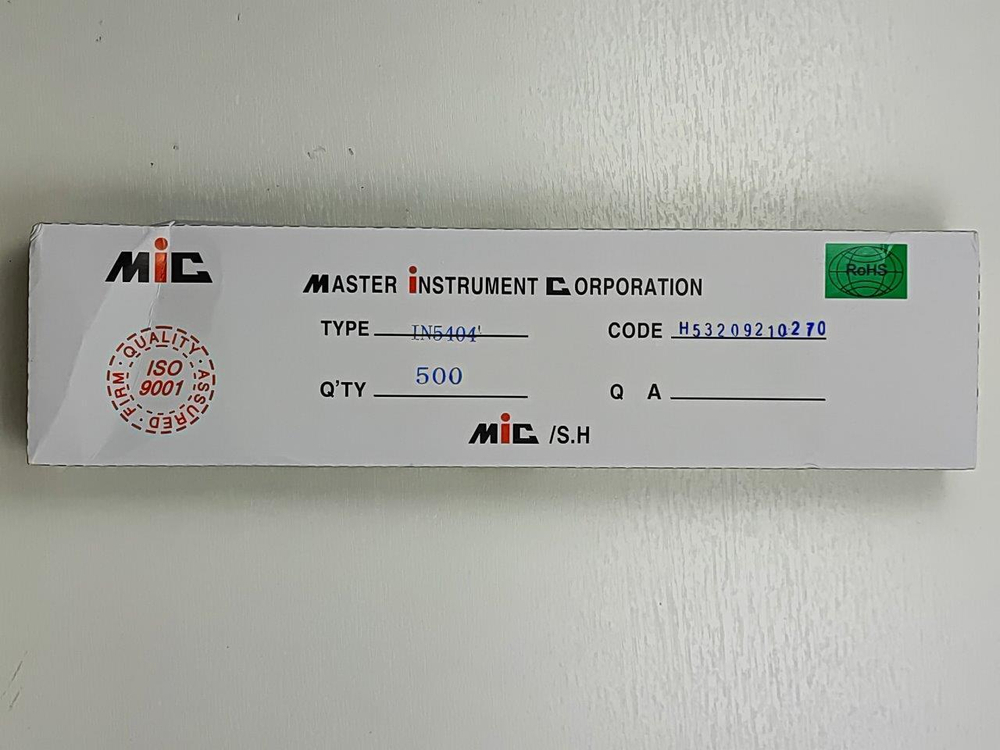 MiC
MASTER iNSTRUMENT CORPORATION
RoHS
QUALITY · ASSURED · FIRM
ISO
9001
TYPE IN5404'
CODE H53209210270
Q'TY 500
Q A
MiC /S.H